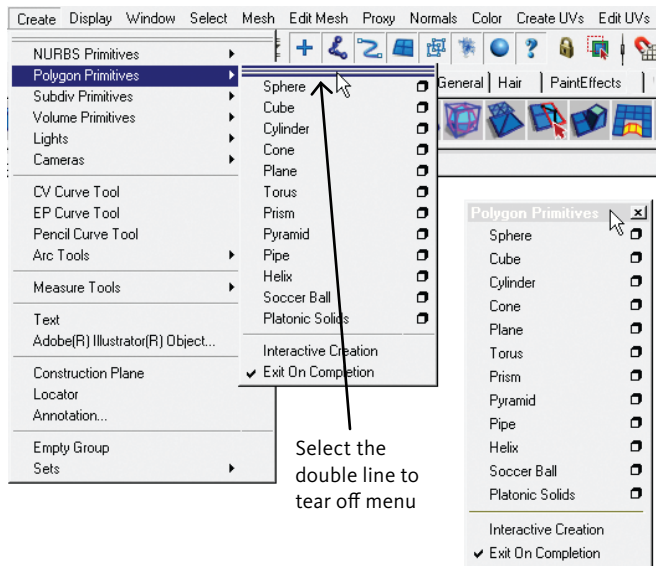 Create Display Window Select Mesh Edit Mesh Proxy Normals Color Create UVs Edit UVs
NURBS Primitives
Polygon Primitives
Subdiv Primitives
Volume Primitives
Lights
Cameras
CV Curve Tool
EP Curve Tool
Pencil Curve Tool
Arc Tools
Measure Tools
Text
Adobe(R) Illustrator(R) Object...
Construction Plane
Locator
Annotation...
Empty Group
Sets
General Hair PaintEffects
Sphere
Cube
Cylinder
Cone
Plane
Torus
Prism
Pyramid
Pipe
Helix
Soccer Ball
Platonic Solids
Interactive Creation
Exit On Completion
Select the
double line to
tear off menu
Polygon Primitives
Sphere
Cube
Cylinder
Cone
Plane
Torus
Prism
Pyramid
Pipe
Helix
Soccer Ball
Platonic Solids
Interactive Creation
Exit On Completion